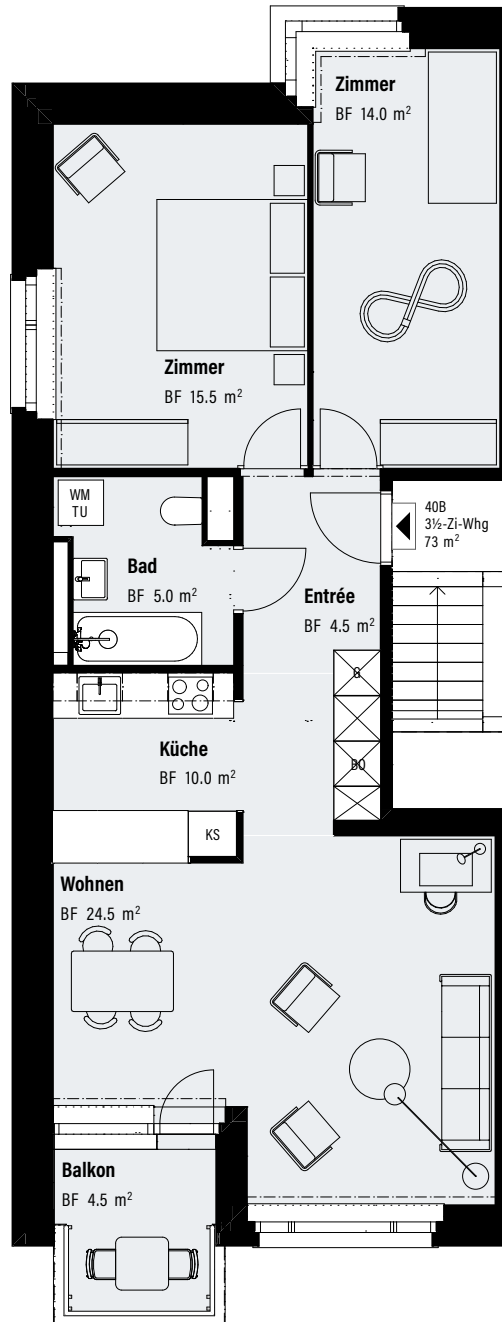 Zimmer
BF 14.0 m²
Zimmer
BF 15.5 m²
WM
TU
40B
3½-Zi-Whg
73 m²
Bad
BF 5.0 m²
Entrée
BF 4.5 m²
G
Küche
BF 10.0 m²
BO
KS
Wohnen
BF 24.5 m²
Balkon
BF 4.5 m²